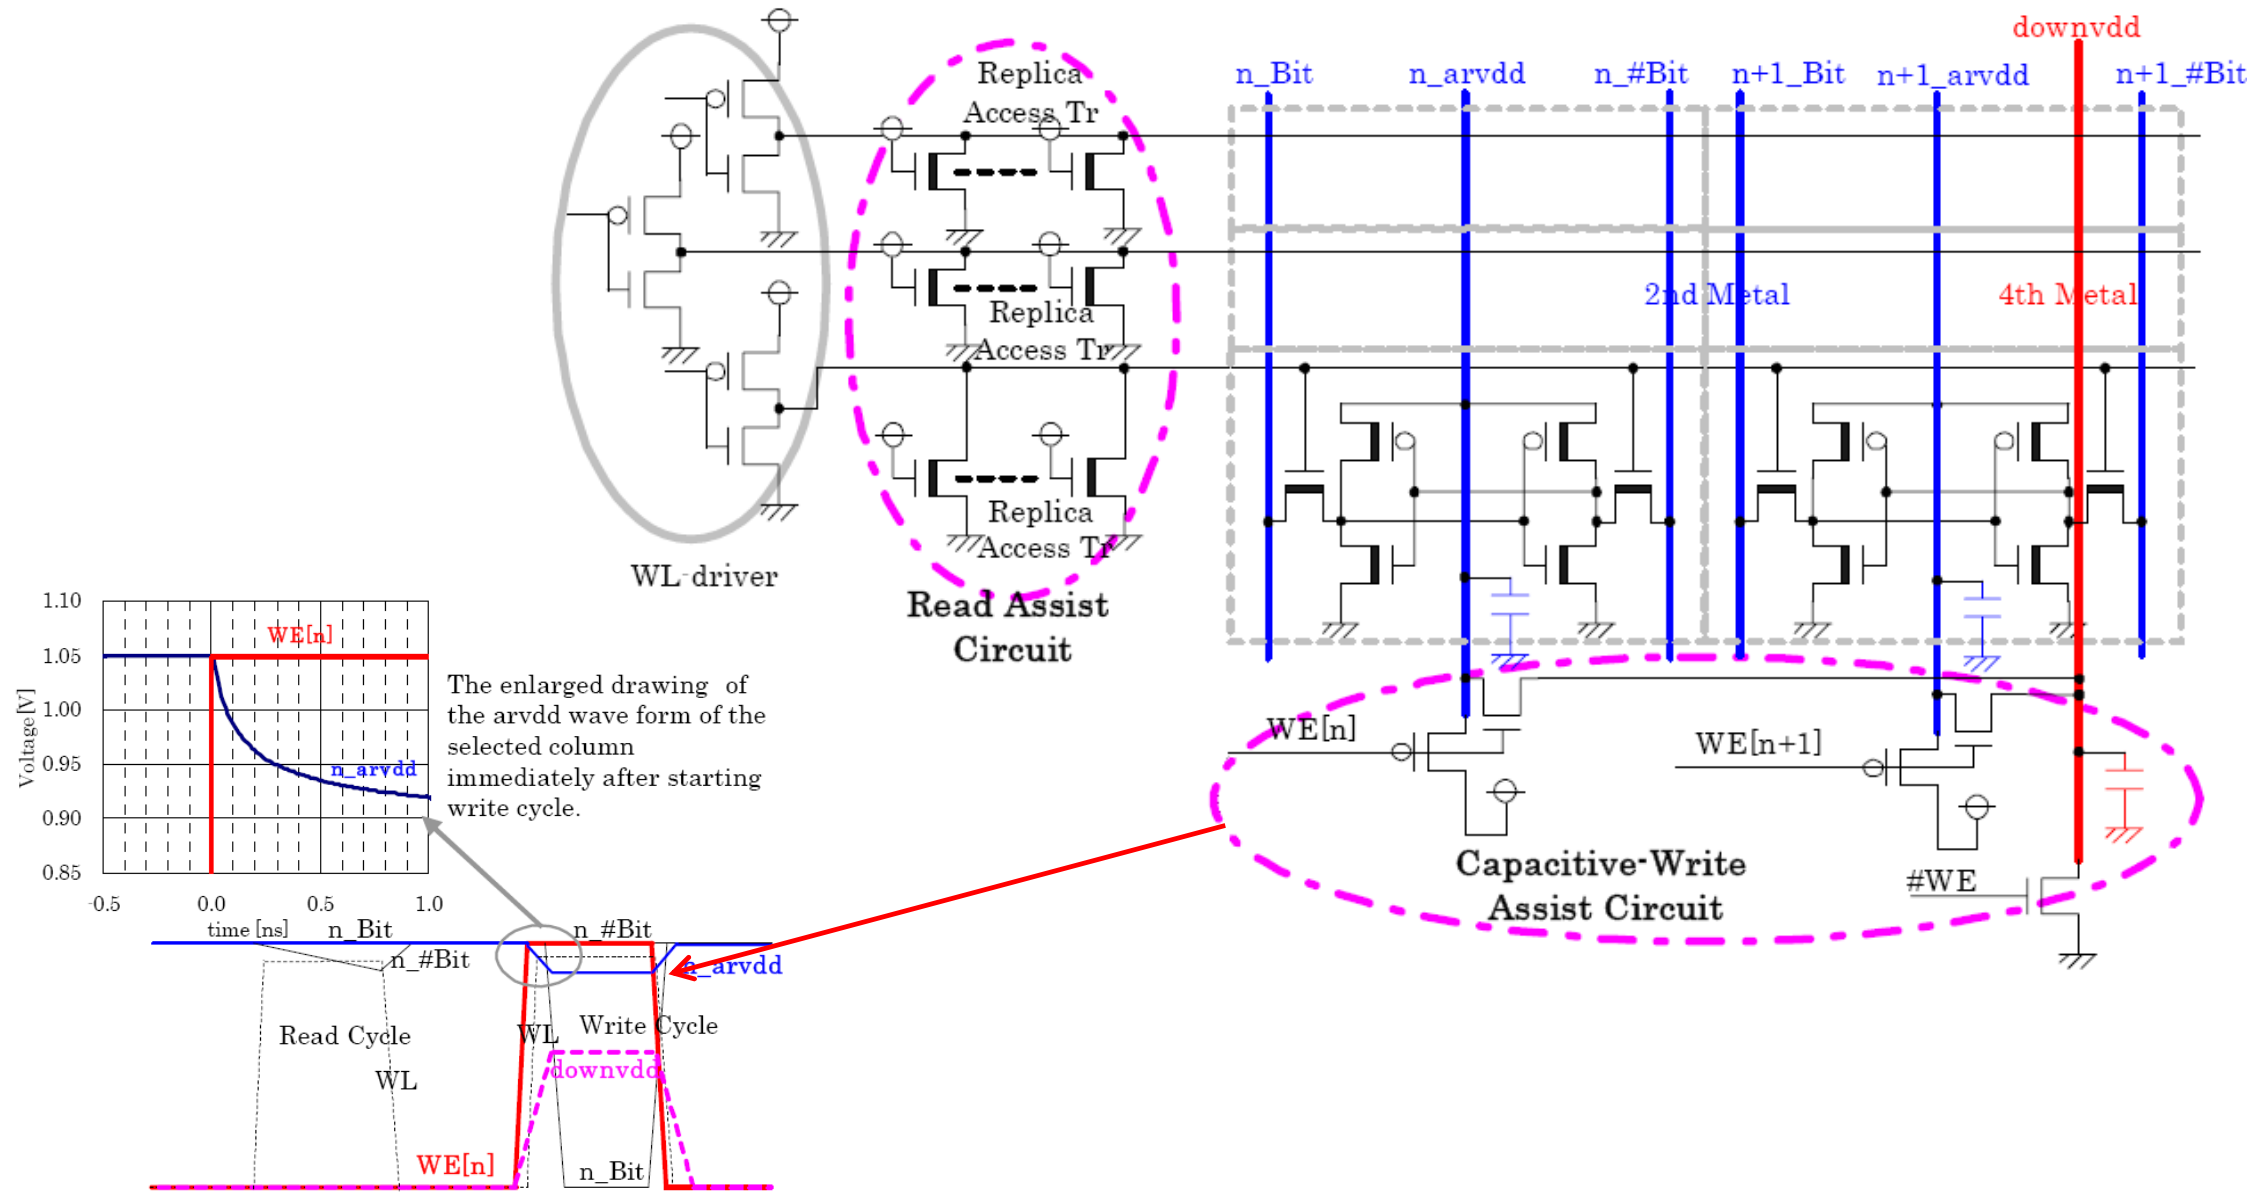 downvdd
n_Bit
n_arvdd
n_#Bit
n+1_Bit
n+1_arvdd
n+1_#Bit
Replica
Access Tr
2nd Metal
4th Metal
Replica
Access Tr
Replica
Access Tr
WL-driver
Read Assist
Circuit
WE[n]
WE[n+1]
Capacitive-Write
Assist Circuit
#WE
1.10
1.05
1.00
0.95
0.90
0.85
Voltage[V]
WE[n]
n_arvdd
-0.5
0.0
0.5
1.0
time [ns]
The enlarged drawing of
the arvdd wave form of the
selected column
immediately after starting
write cycle.
n_Bit
n_#Bit
n_#Bit
n_arvdd
Read Cycle
WL
WL
Write Cycle
downvdd
WE[n]
n_Bit